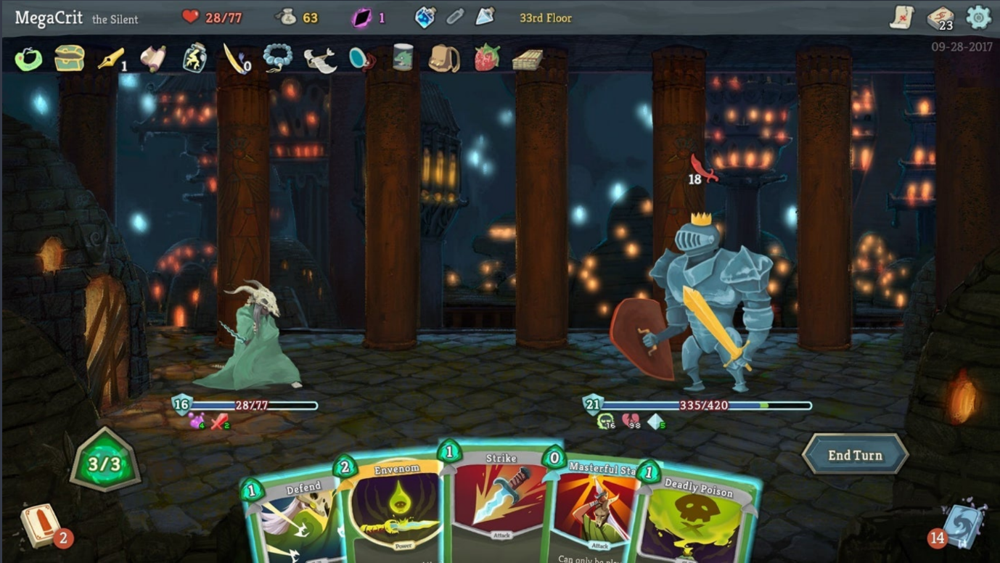 MegaCrit the Silent 28/77 63 1 33rd Floor 23
09-28-2017
1 0
18
16 28/77 21 335/420
4 2 16 98 5
3/3
End Turn
1 Defend
2 Envenom
Power
1 Strike
Attack
0 Masterful Sta
Attack
Can only be pla
1 Deadly Poison
2
14